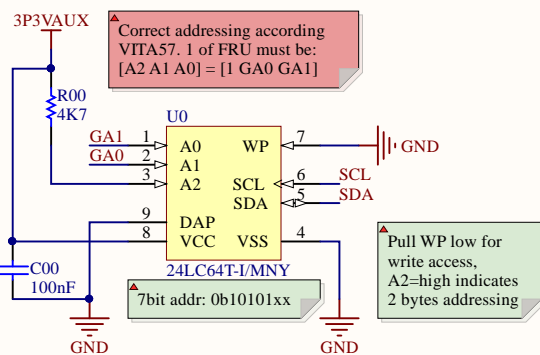 3P3VAUX
Correct addressing according
VITA57. 1 of FRU must be:
[A2 A1 A0] = [1 GA0 GA1]
R00
4K7
U0
GA1 1 A0 WP 7 GND
GA0 2 A1
3 A2 SCL 6 SCL
SDA 5 SDA
9 DAP
8 VCC VSS 4
C00
100nF
24LC64T-I/MNY
7bit addr: 0b10101xx
Pull WP low for
write access,
A2=high indicates
2 bytes addressing
GND GND